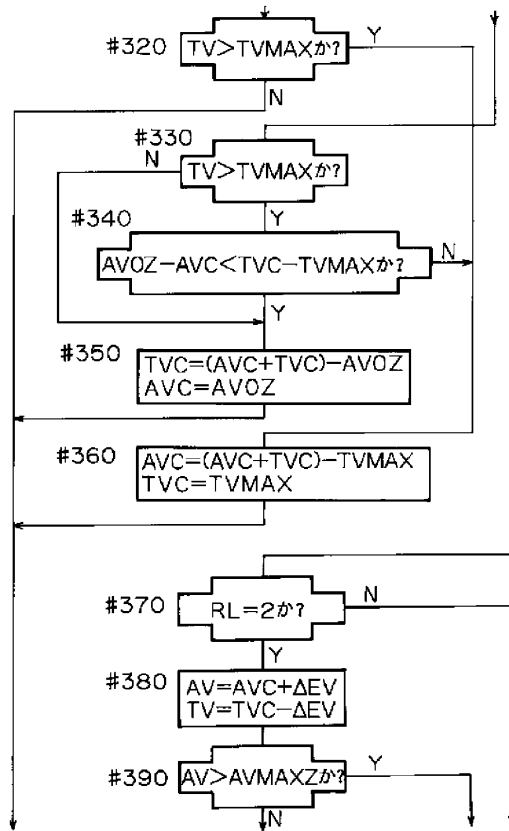 #320
TV>TVMAXか?
Y
N
#330
N
TV>TVMAXか?
Y
#340
AVOZ-AVC<TVC-TVMAXか?
N
Y
#350
TVC=(AVC+TVC)-AVOZ
AVC=AVOZ
#360
AVC=(AVC+TVC)-TVMAX
TVC=TVMAX
#370
RL=2か?
N
Y
#380
AV=AVC+ΔEV
TV=TVC-ΔEV
#390
AV>AVMAXZか?
Y
N